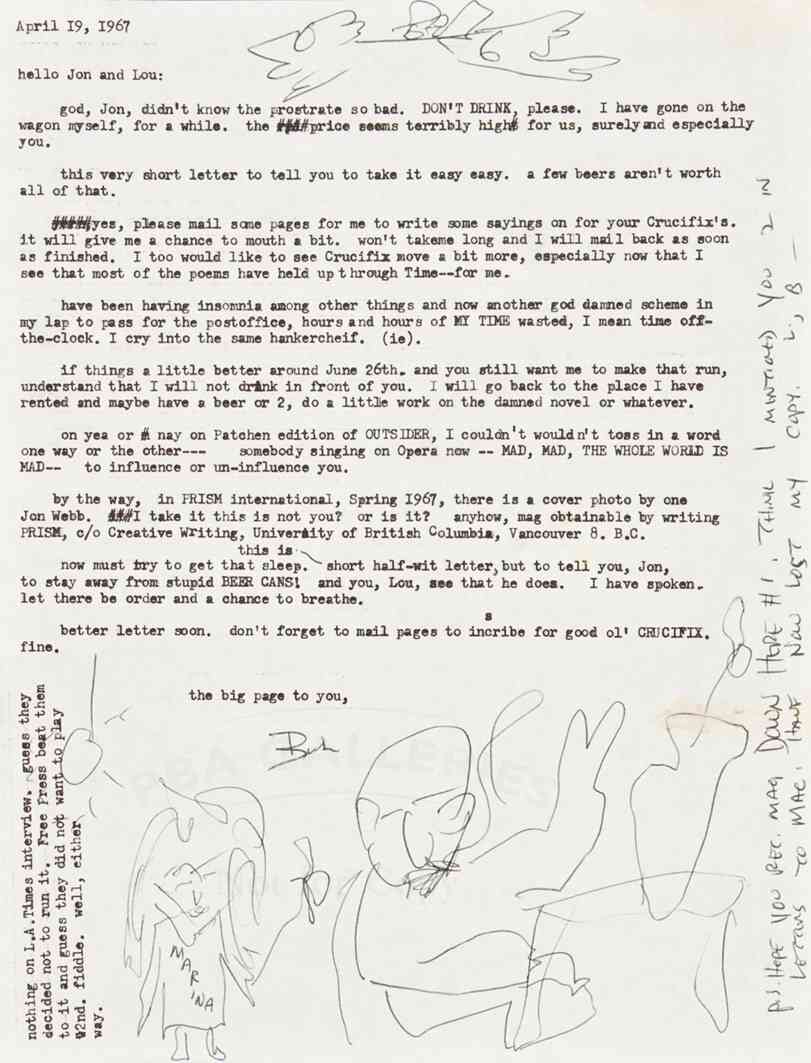 April 19, 1967
hello Jon and Lou:
god, Jon, didn't know the prostrate so bad. DON'T DRINK, please. I have gone on the
wagon myself, for a while. the ####price seems terribly high# for us, surely and especially
you.
this very short letter to tell you to take it easy easy. a few beers aren't worth
all of that.
#####yes, please mail some pages for me to write some sayings on for your Crucifix's.
it will give me a chance to mouth a bit. won't takeme long and I will mail back as soon
as finished. I too would like to see Crucifix move a bit more, especially now that I
see that most of the poems have held up through Time--for me.
have been having insomnia among other things and now another god damned scheme in
my lap to pass for the postoffice, hours and hours of MY TIME wasted, I mean time off-
the-clock. I cry into the same hankercheif. (ie).
if things a little better around June 26th. and you still want me to make that run,
understand that I will not drink in front of you. I will go back to the place I have
rented and maybe have a beer or 2, do a little work on the damned novel or whatever.
on yea or # nay on Patchen edition of OUTSIDER, I couldn't wouldn't toss in a word
one way or the other--- somebody singing on Opera now -- MAD, MAD, THE WHOLE WORLD IS
MAD-- to influence or un-influence you.
by the way, in PRISM international, Spring 1967, there is a cover photo by one
Jon Webb. ###I take it this is not you? or is it? anyhow, mag obtainable by writing
PRISM, c/o Creative Writing, University of British Columbia, Vancouver 8. B.C.
this is
now must try to get that sleep. short half-wit letter, but to tell you, Jon,
to stay away from stupid BEER CANS! and you, Lou, see that he does. I have spoken.
let there be order and a chance to breathe.
s
better letter soon. don't forget to mail pages to incribe for good ol' CRUCIFIX.
fine.
the big page to you,
Buk
nothing on L.A.Times interview. guess they
decided not to run it. Free Press beat them
to it and guess they did not want to play
#2nd. fiddle. well, either
way.
MARINA
P.S. HOPE YOU REC. MAG DOWN HERE #1. THINK I MENTIONED YOU 2 IN
LETTERS TO MAC. HAVE NOW LOST MY COPY. L., B —
PBA GALLERIES